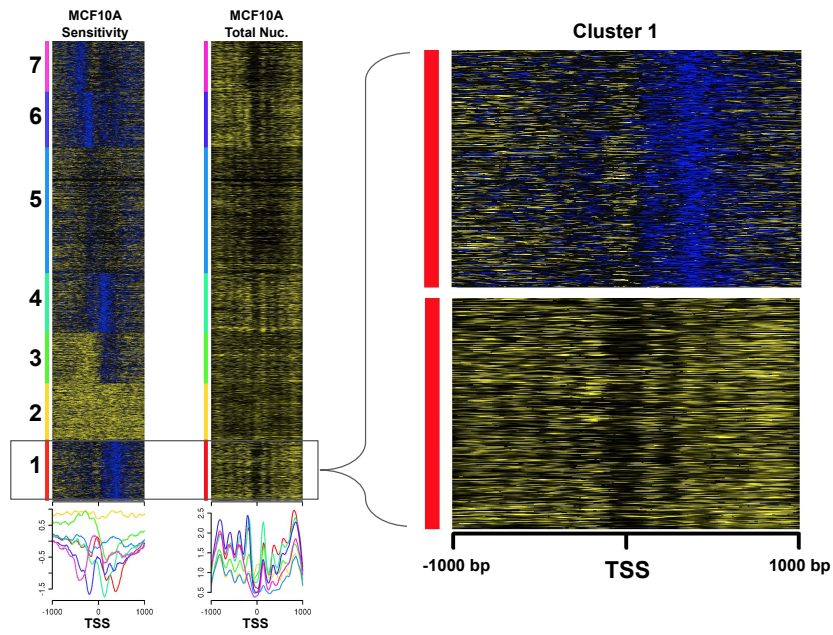 MCF10A
Sensitivity
MCF10A
Total Nuc.
Cluster 1
7
6
5
4
3
2
1
0.5
-0.5
-1.5
-1000
0
1000
TSS
2.5
2.0
1.5
1.0
0.5
-1000
0
1000
TSS
-1000 bp
TSS
1000 bp